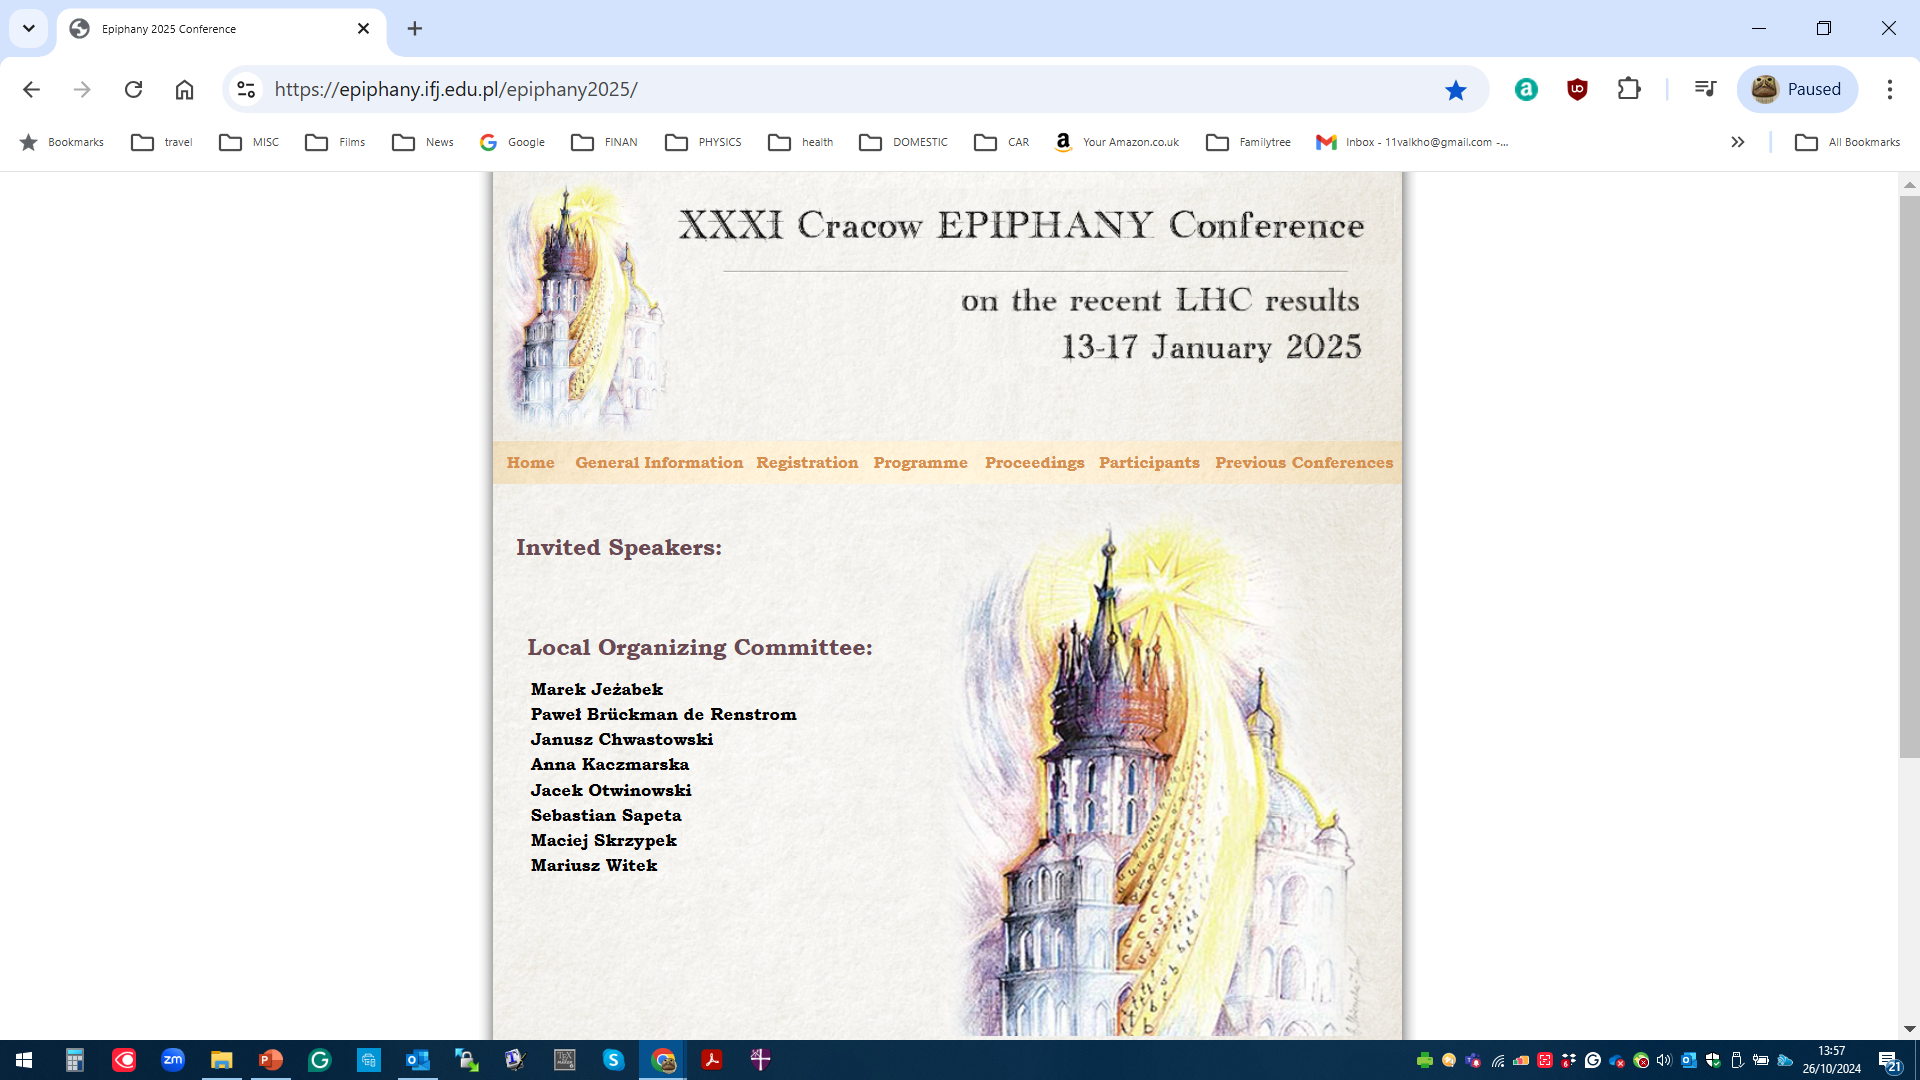 Epiphany 2025 Conference
https://epiphany.ifj.edu.pl/epiphany2025/
Paused
Bookmarks travel MISC Films News Google FINAN PHYSICS health DOMESTIC CAR Your Amazon.co.uk Familytree Inbox - 11valkho@gmail.com -... All Bookmarks
XXXI Cracow EPIPHANY Conference
on the recent LHC results
13-17 January 2025
Home General Information Registration Programme Proceedings Participants Previous Conferences
Invited Speakers:
Local Organizing Committee:
Marek Jeżabek
Paweł Brückman de Renstrom
Janusz Chwastowski
Anna Kaczmarska
Jacek Otwinowski
Sebastian Sapeta
Maciej Skrzypek
Mariusz Witek
13:57
26/10/2024
21